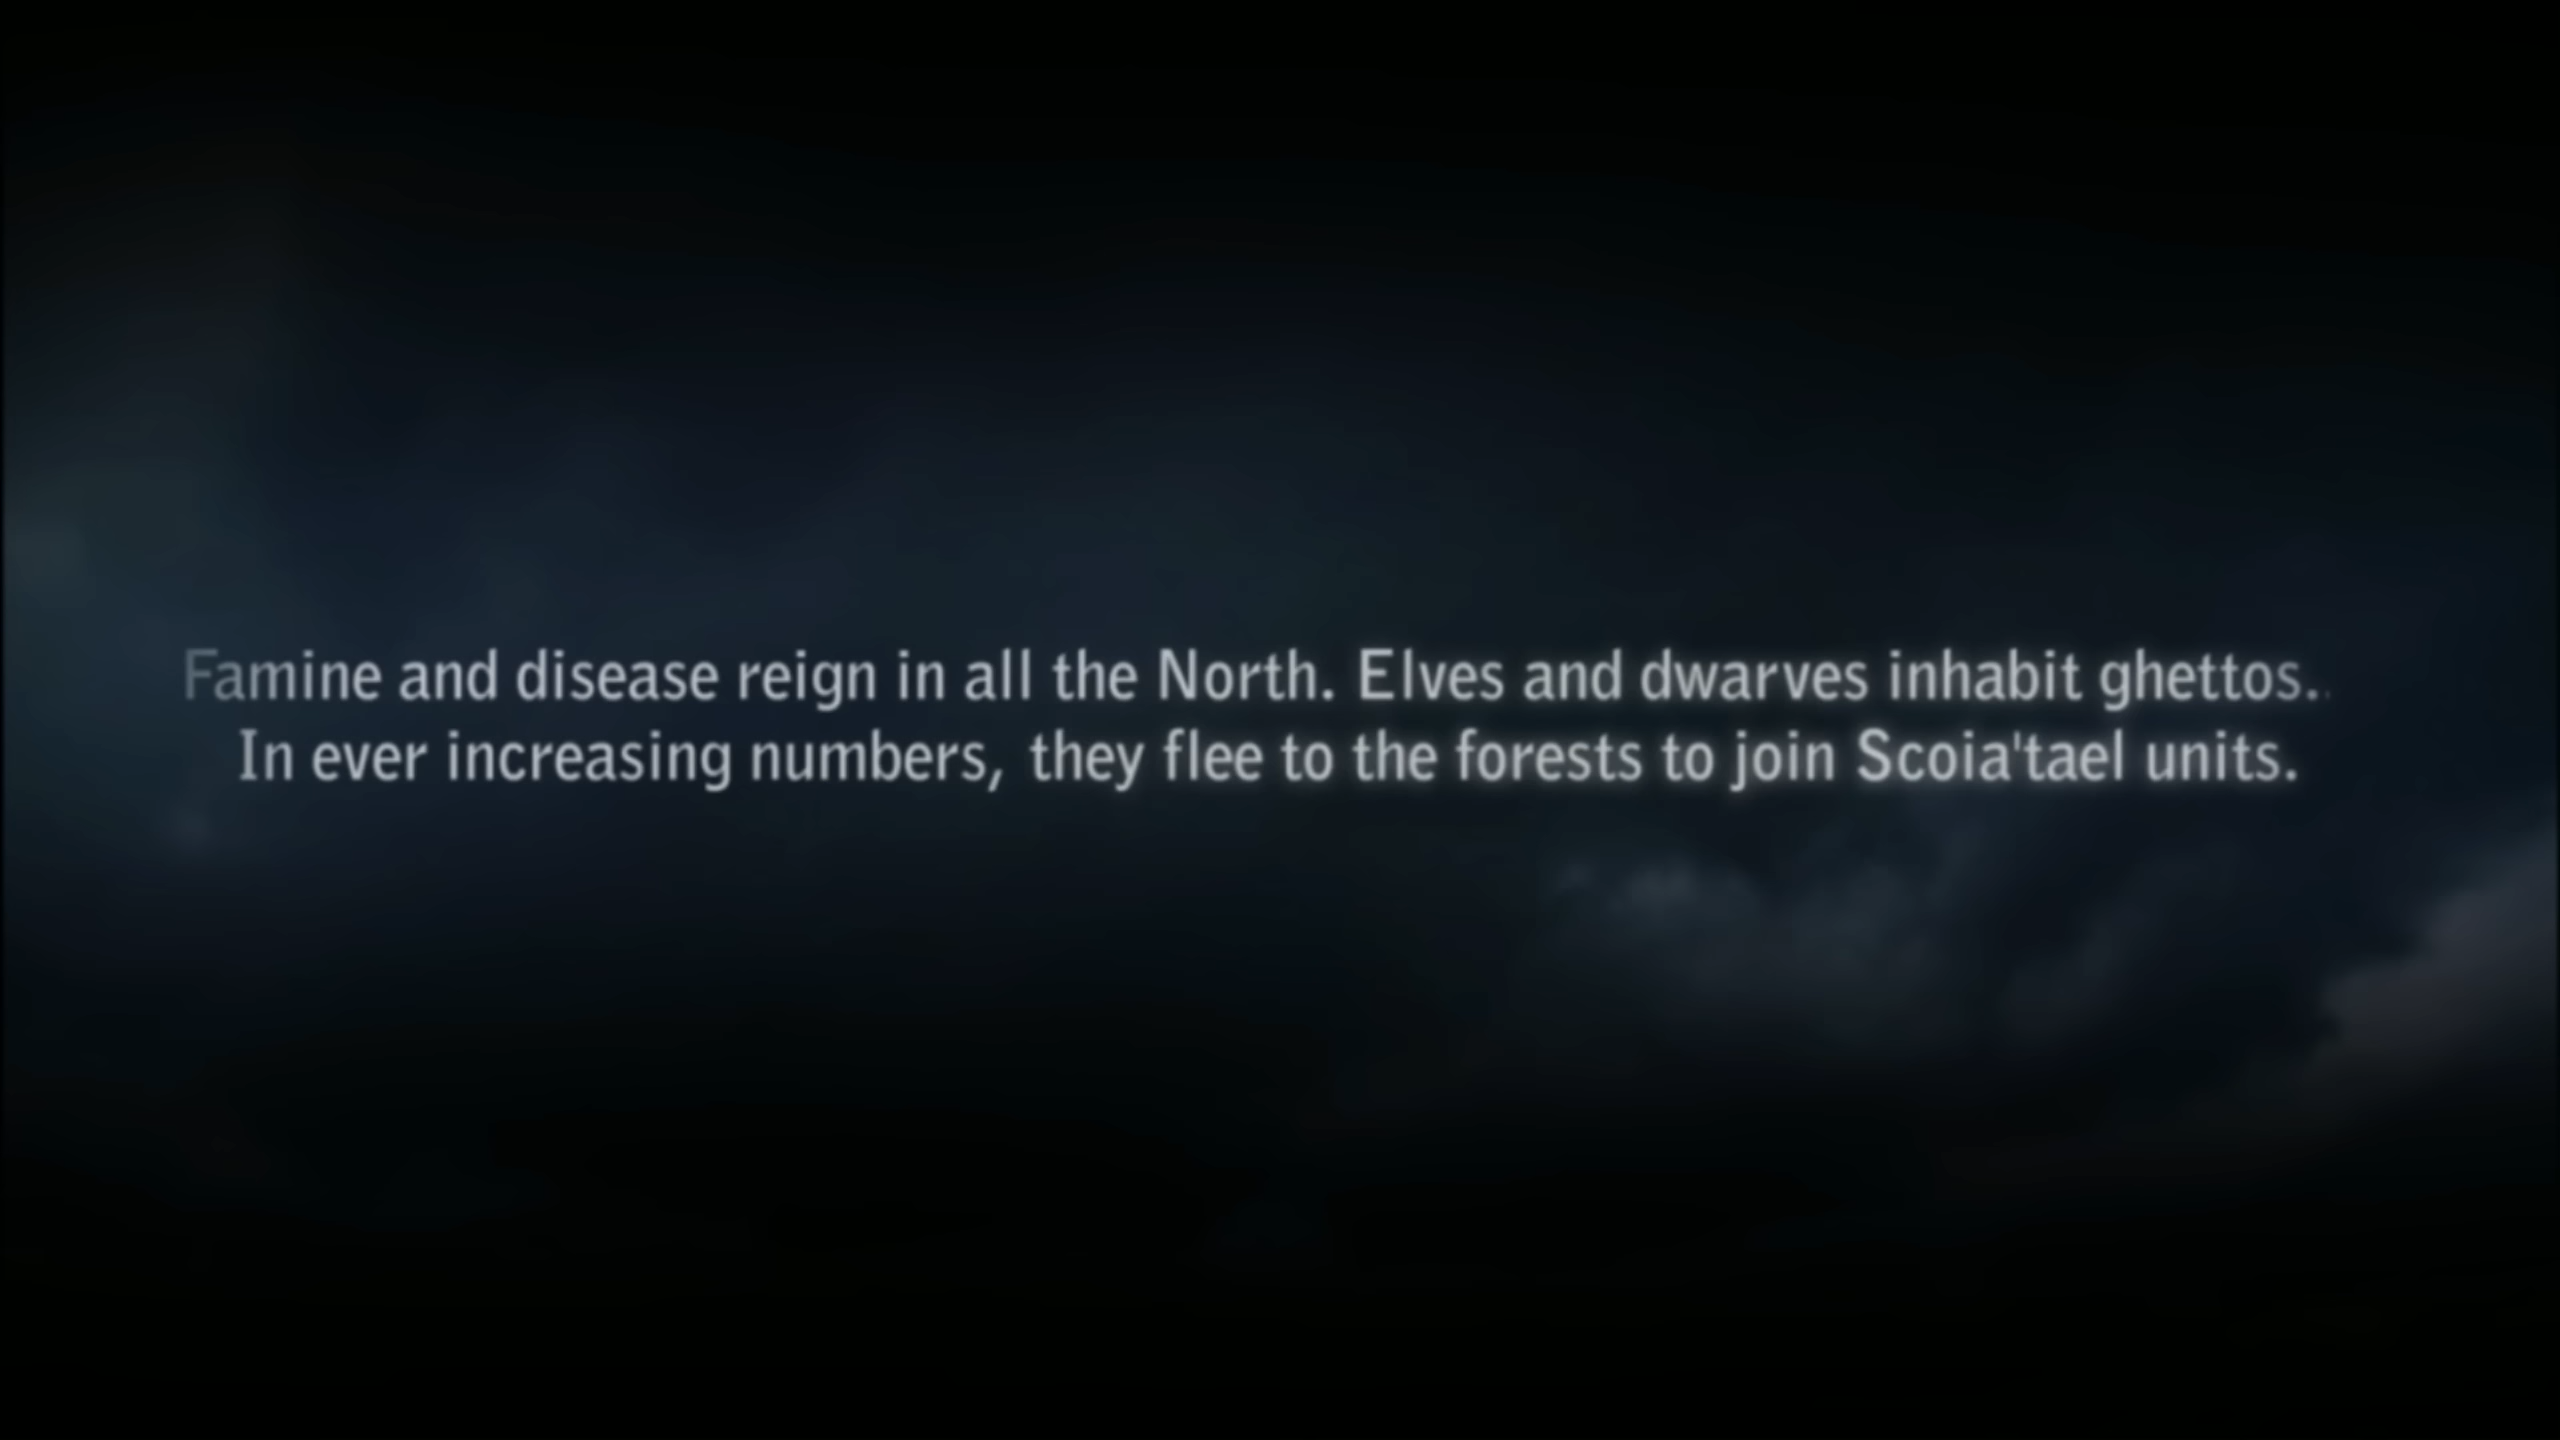 Famine and disease reign in all the North. Elves and dwarves inhabit ghettos..
In ever increasing numbers, they flee to the forests to join Scoia'tael units.